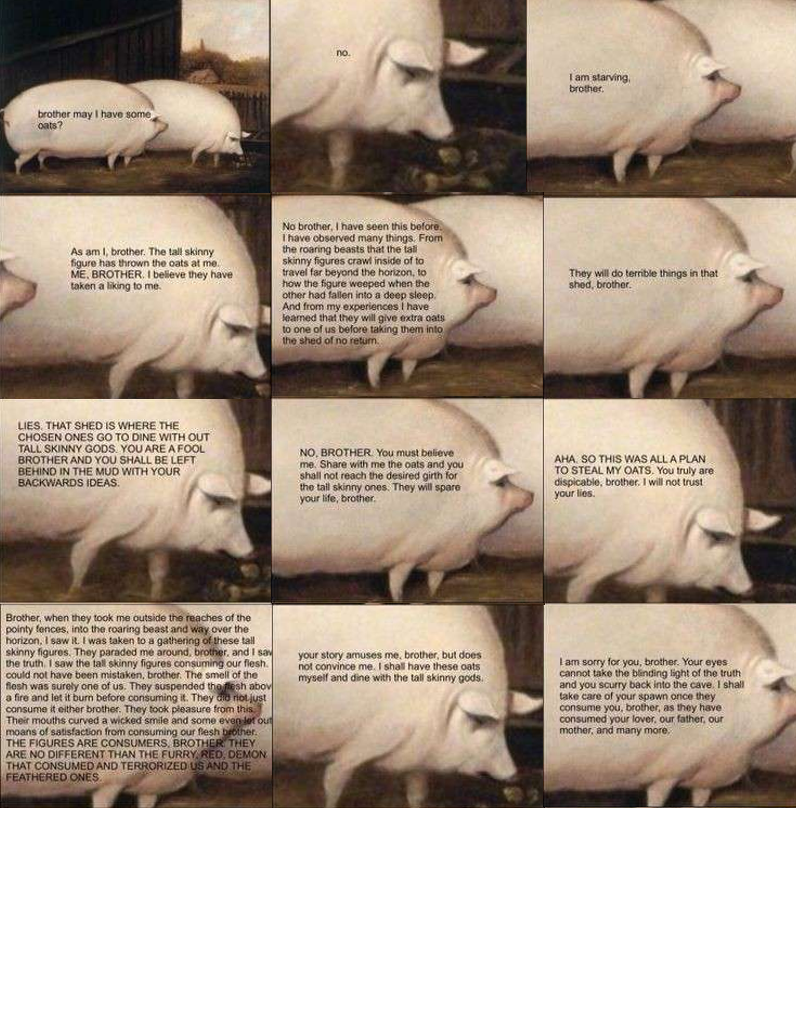 brother may I have some
oats?
no.
I am starving,
brother.
As am I, brother. The tall skinny
figure has thrown the oats at me.
ME, BROTHER. I believe they have
taken a liking to me.
No brother, I have seen this before.
I have observed many things. From
the roaring beasts that the tall
skinny figures crawl inside of to
travel far beyond the horizon, to
how the figure weeped when the
other had fallen into a deep sleep.
And from my experiences I have
learned that they will give extra oats
to one of us before taking them into
the shed of no return.
They will do terrible things in that
shed, brother.
LIES. THAT SHED IS WHERE THE
CHOSEN ONES GO TO DINE WITH OUT
TALL SKINNY GODS. YOU ARE A FOOL
BROTHER AND YOU SHALL BE LEFT
BEHIND IN THE MUD WITH YOUR
BACKWARDS IDEAS.
NO, BROTHER. You must believe
me. Share with me the oats and you
shall not reach the desired girth for
the tall skinny ones. They will spare
your life, brother.
AHA. SO THIS WAS ALL A PLAN
TO STEAL MY OATS. You truly are
dispicable, brother. I will not trust
your lies.
Brother, when they took me outside the reaches of the
pointy fences, into the roaring beast and way over the
horizon, I saw it. I was taken to a gathering of these tall
skinny figures. They paraded me around, brother, and I saw
the truth. I saw the tall skinny figures consuming our flesh.
could not have been mistaken, brother. The smell of the
flesh was surely one of us. They suspended the flesh abov
a fire and let it burn before consuming it. They did not just
consume it either brother. They took pleasure from this.
Their mouths curved a wicked smile and some even let out
moans of satisfaction from consuming our flesh brother.
THE FIGURES ARE CONSUMERS, BROTHER. THEY
ARE NO DIFFERENT THAN THE FURRY, RED, DEMON
THAT CONSUMED AND TERRORIZED US AND THE
FEATHERED ONES.
your story amuses me, brother, but does
not convince me. I shall have these oats
myself and dine with the tall skinny gods.
I am sorry for you, brother. Your eyes
cannot take the blinding light of the truth
and you scurry back into the cave. I shall
take care of your spawn once they
consume you, brother, as they have
consumed your lover, our father, our
mother, and many more.